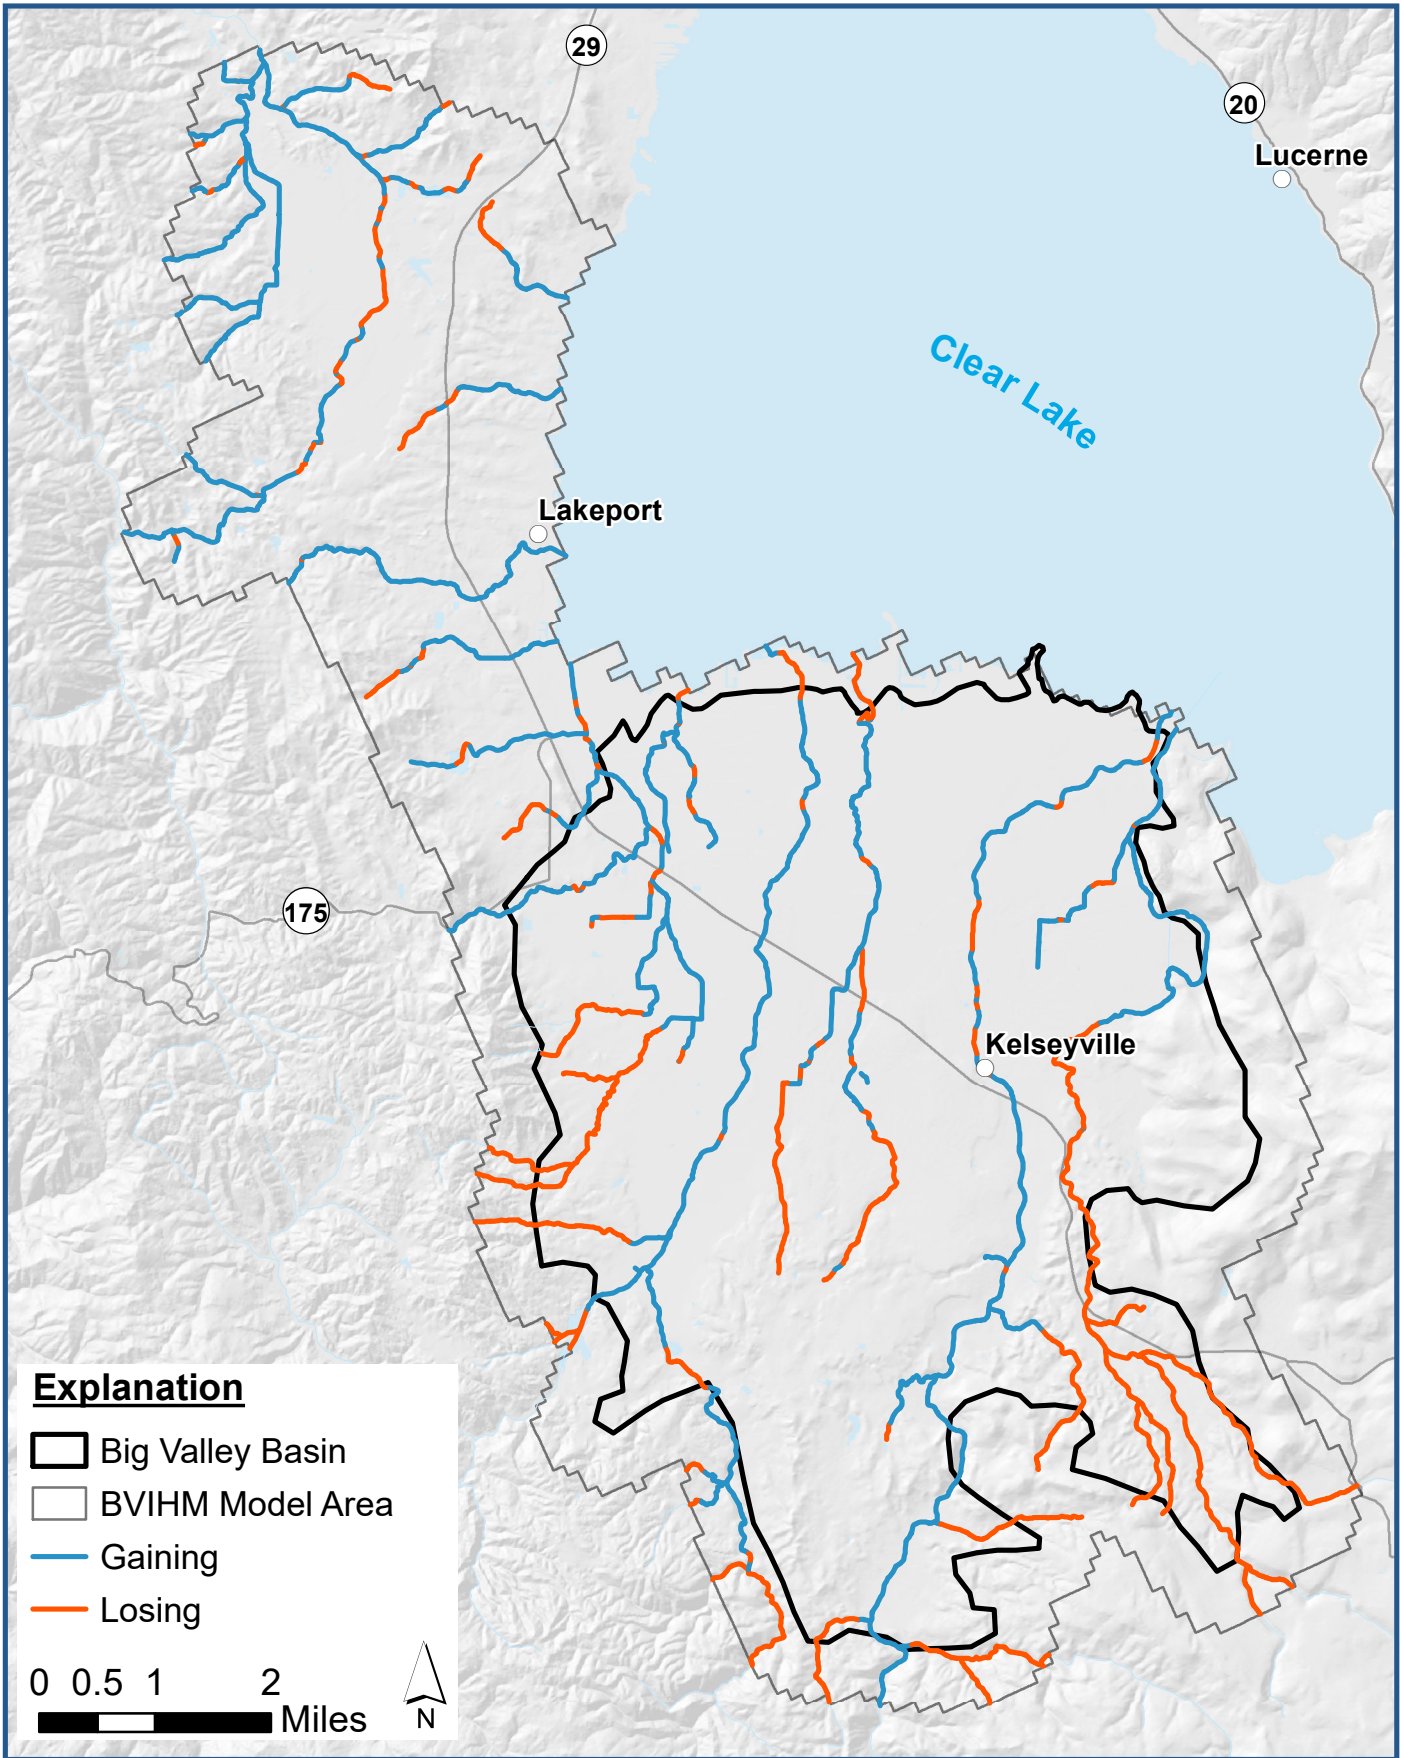 29
20
Lucerne
Clear Lake
Lakeport
175
Kelseyville
Explanation
Big Valley Basin
BVIHM Model Area
Gaining
Losing
0 0.5 1 2
Miles
N